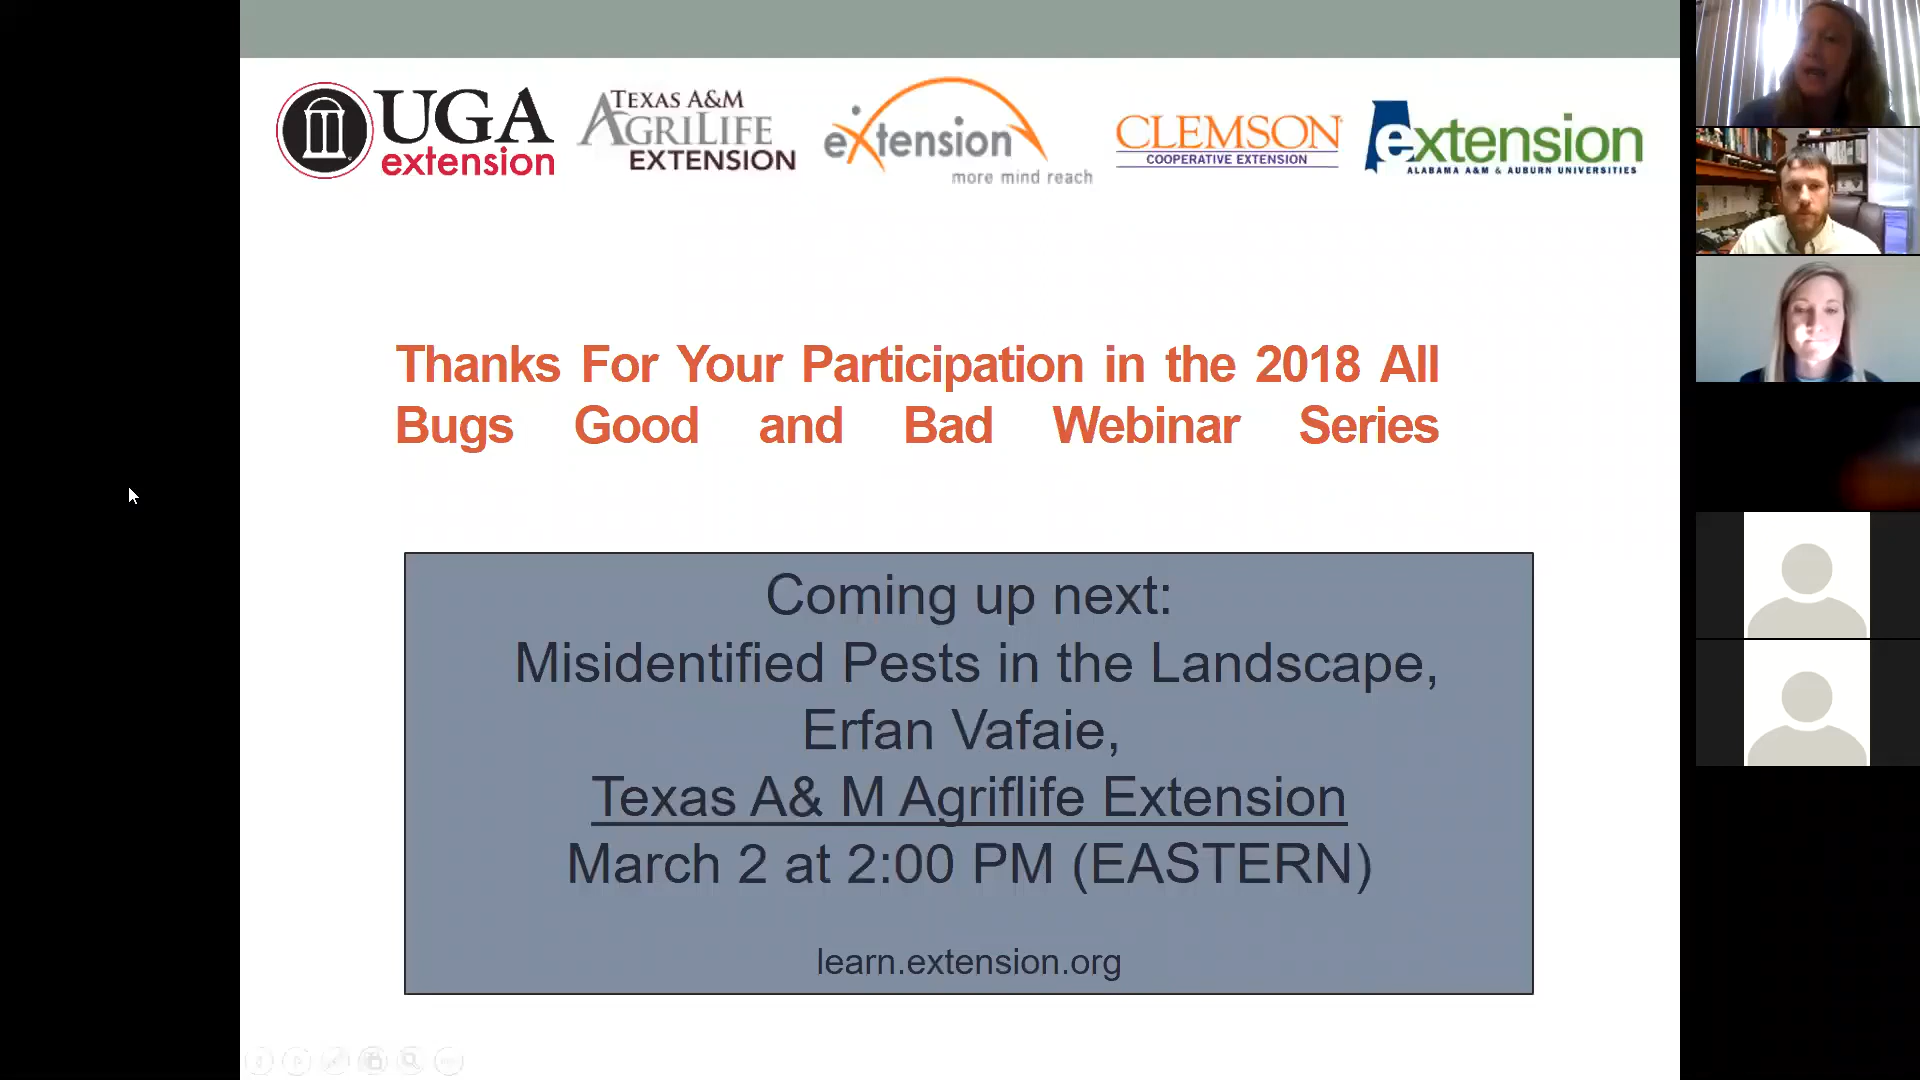 UGA
extension
TEXAS A&M
AGRILIFE
EXTENSION
eXtension
more mind reach
CLEMSON
COOPERATIVE EXTENSION
extension
ALABAMA A&M & AUBURN UNIVERSITIES
Thanks For Your Participation in the 2018 All
Bugs Good and Bad Webinar Series
Coming up next:
Misidentified Pests in the Landscape,
Erfan Vafaie,
Texas A& M Agriflife Extension
March 2 at 2:00 PM (EASTERN)
learn.extension.org